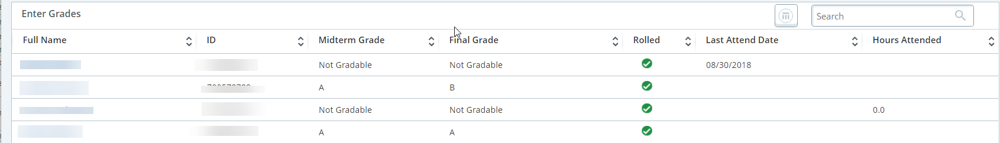 Enter Grades
Search
Full Name ID Midterm Grade Final Grade Rolled Last Attend Date Hours Attended
Not Gradable Not Gradable 08/30/2018
A B
Not Gradable Not Gradable 0.0
A A